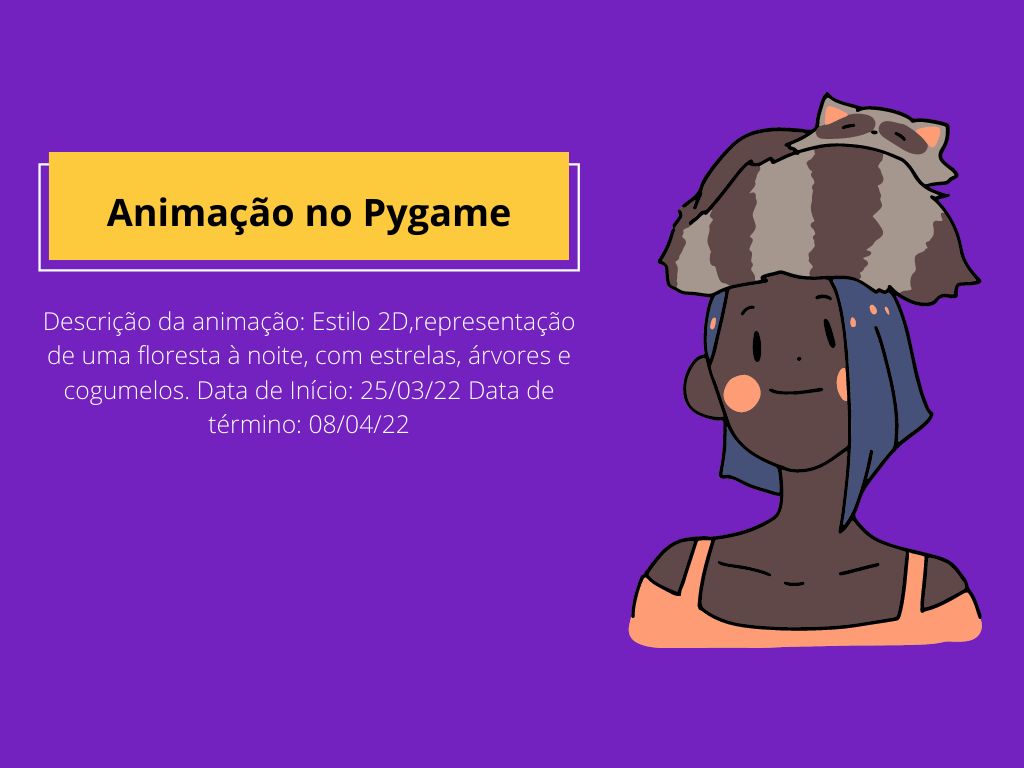 Animação no Pygame
Descrição da animação: Estilo 2D,representação
de uma floresta à noite, com estrelas, árvores e
cogumelos. Data de Início: 25/03/22 Data de
término: 08/04/22